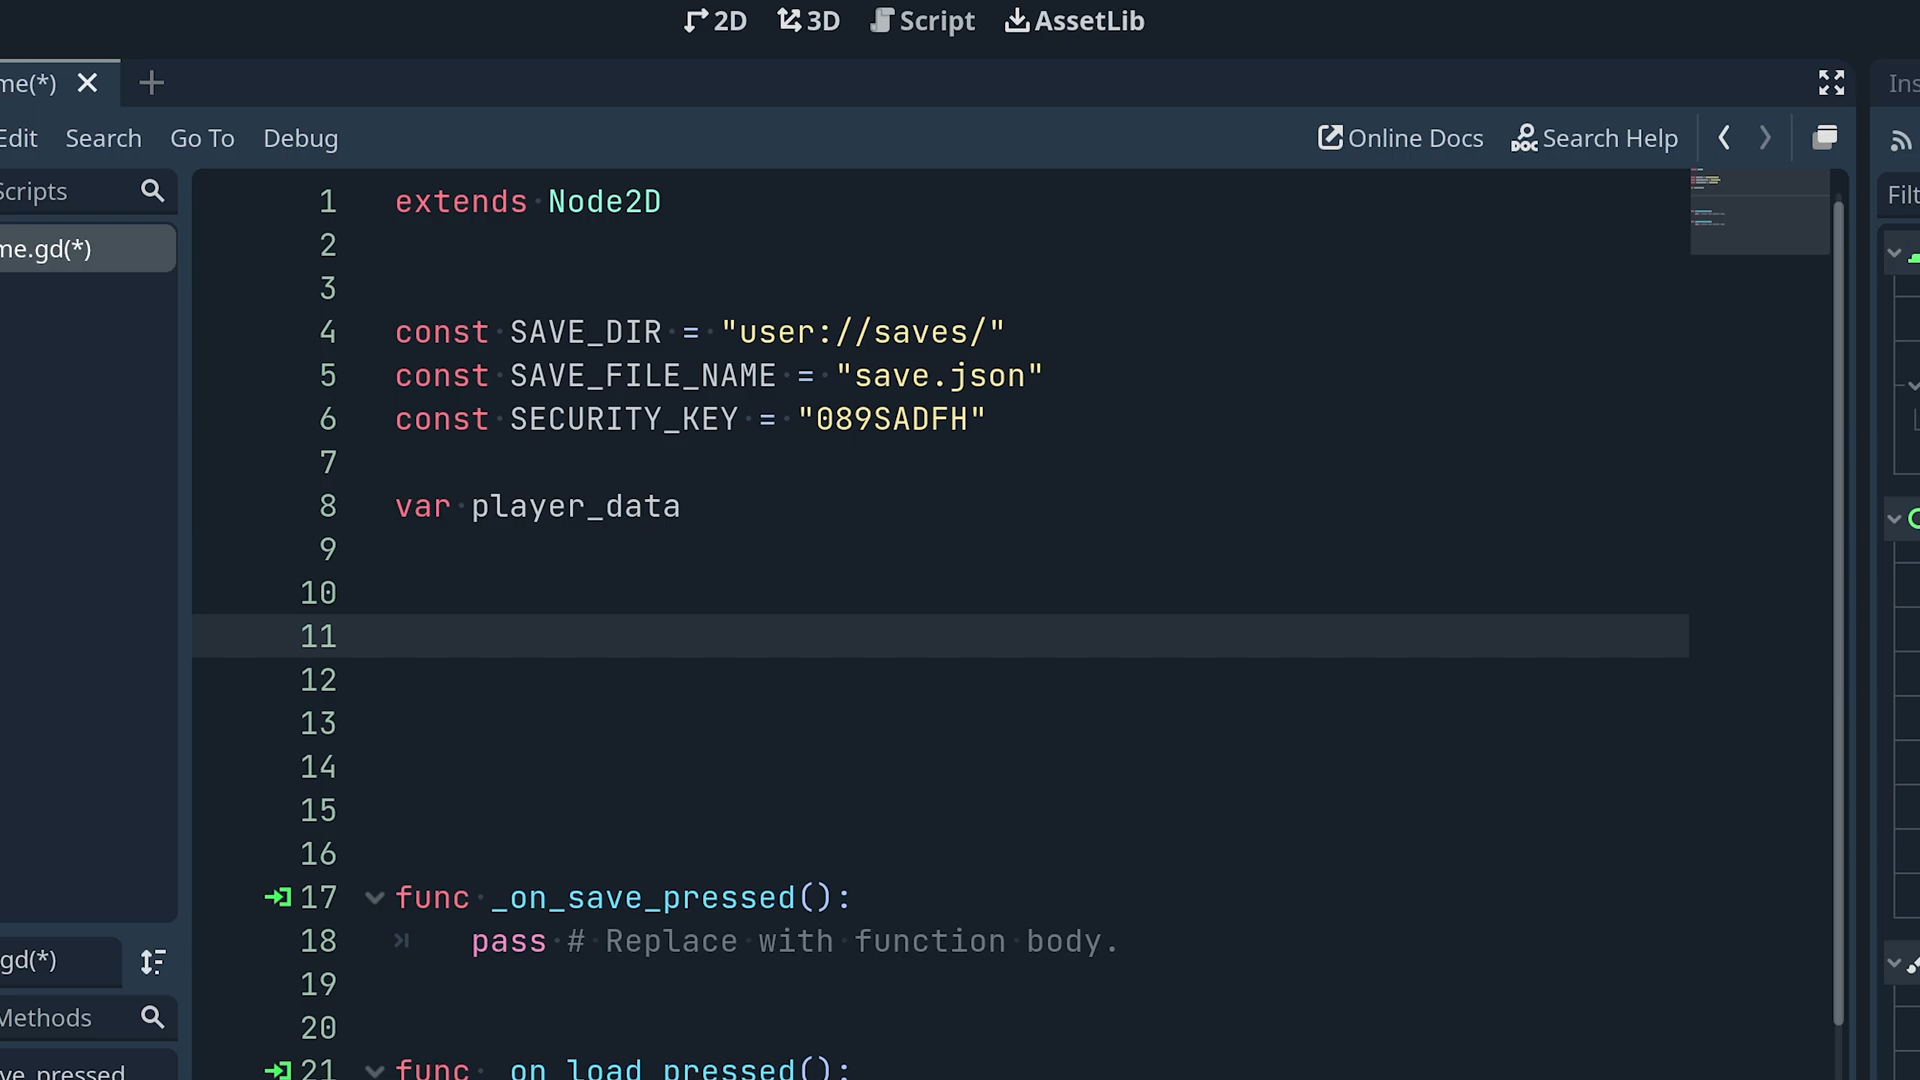 2D 3D Script AssetLib
me(*)
Ins
Edit Search Go To Debug Online Docs Search Help
Scripts
Filt
me.gd(*)
1 extends Node2D
2
3
4 const SAVE_DIR = "user://saves/"
5 const SAVE_FILE_NAME = "save.json"
6 const SECURITY_KEY = "089SADFH"
7
8 var player_data
9
10
11
12
13
14
15
16
17 func _on_save_pressed():
18 pass # Replace with function body.
19
20
21 func _on_load_pressed():
gd(*)
Methods
ve_pressed